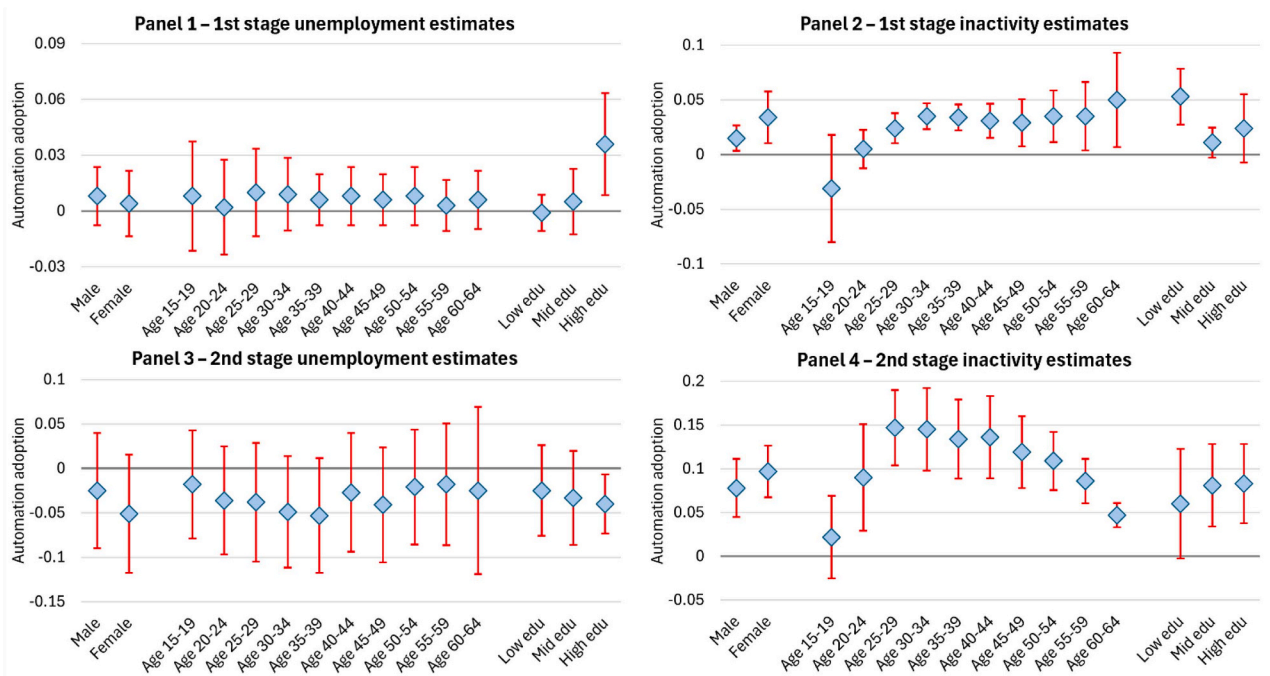 Panel 1 – 1st stage unemployment estimates
Automation adoption
0.09
0.06
0.03
0
-0.03
Male
Female
Age 15-19
Age 20-24
Age 25-29
Age 30-34
Age 35-39
Age 40-44
Age 45-49
Age 50-54
Age 55-59
Age 60-64
Low edu
Mid edu
High edu
Panel 2 – 1st stage inactivity estimates
Automation adoption
0.1
0.05
0
-0.05
-0.1
Male
Female
Age 15-19
Age 20-24
Age 25-29
Age 30-34
Age 35-39
Age 40-44
Age 45-49
Age 50-54
Age 55-59
Age 60-64
Low edu
Mid edu
High edu
Panel 3 – 2nd stage unemployment estimates
Automation adoption
0.1
0.05
0
-0.05
-0.1
-0.15
Male
Female
Age 15-19
Age 20-24
Age 25-29
Age 30-34
Age 35-39
Age 40-44
Age 45-49
Age 50-54
Age 55-59
Age 60-64
Low edu
Mid edu
High edu
Panel 4 – 2nd stage inactivity estimates
Automation adoption
0.2
0.15
0.1
0.05
0
-0.05
Male
Female
Age 15-19
Age 20-24
Age 25-29
Age 30-34
Age 35-39
Age 40-44
Age 45-49
Age 50-54
Age 55-59
Age 60-64
Low edu
Mid edu
High edu